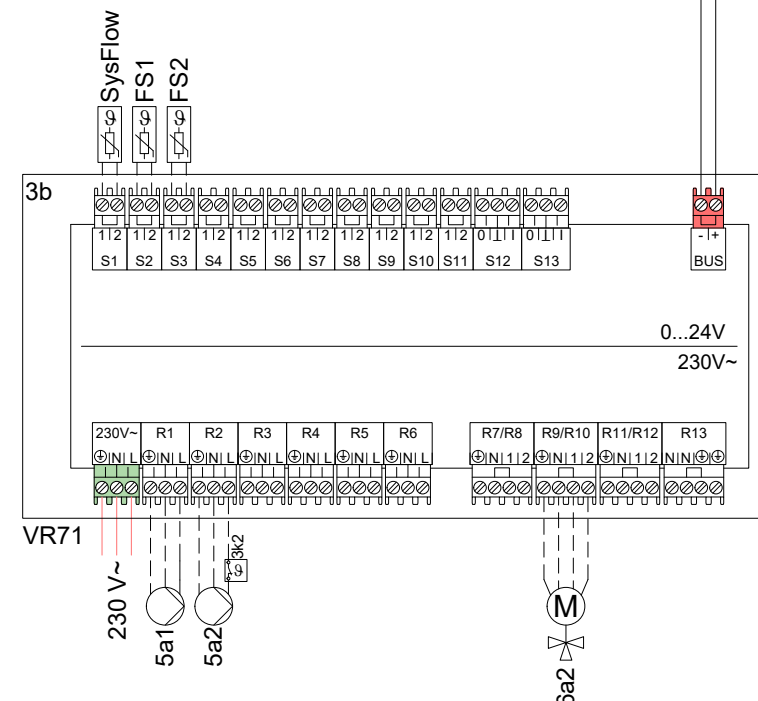 SysFlow
FS1
FS2
ϑ
ϑ
ϑ
3b
1 2 1 2 1 2 1 2 1 2 1 2 1 2 1 2 1 2 1 2 1 2 0 ⊥ I 0 ⊥ I - +
S1 S2 S3 S4 S5 S6 S7 S8 S9 S10 S11 S12 S13 BUS
0...24V
230V~
230V~ R1 R2 R3 R4 R5 R6 R7/R8 R9/R10 R11/R12 R13
⏚ N L ⏚ N L ⏚ N L ⏚ N L ⏚ N L ⏚ N L ⏚ N L ⏚ N 1 2 ⏚ N 1 2 ⏚ N 1 2 N N ⏚ ⏚
VR71
230 V~
5a1
5a2
3k2
ϑ
M
6a2